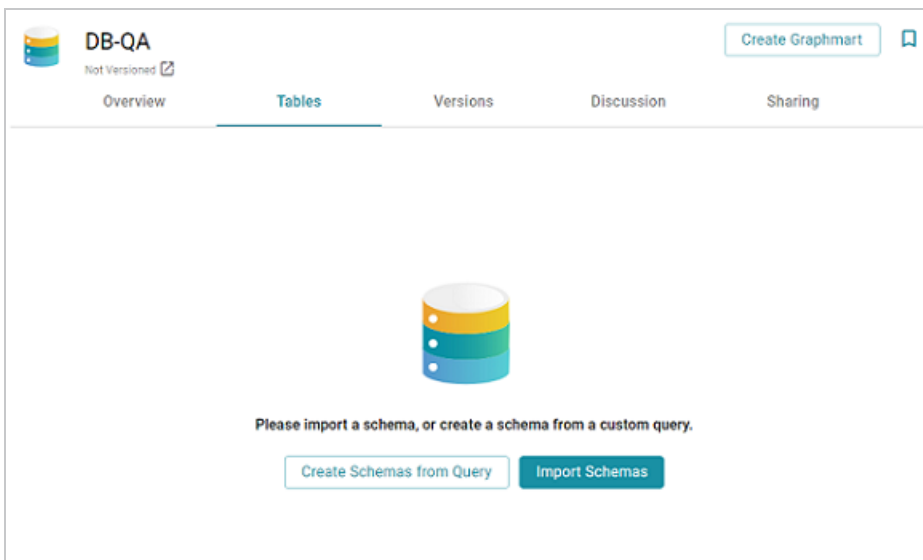 DB-QA
Create Graphmart
Not Versioned
Overview Tables Versions Discussion Sharing
Please import a schema, or create a schema from a custom query.
Create Schemas from Query Import Schemas